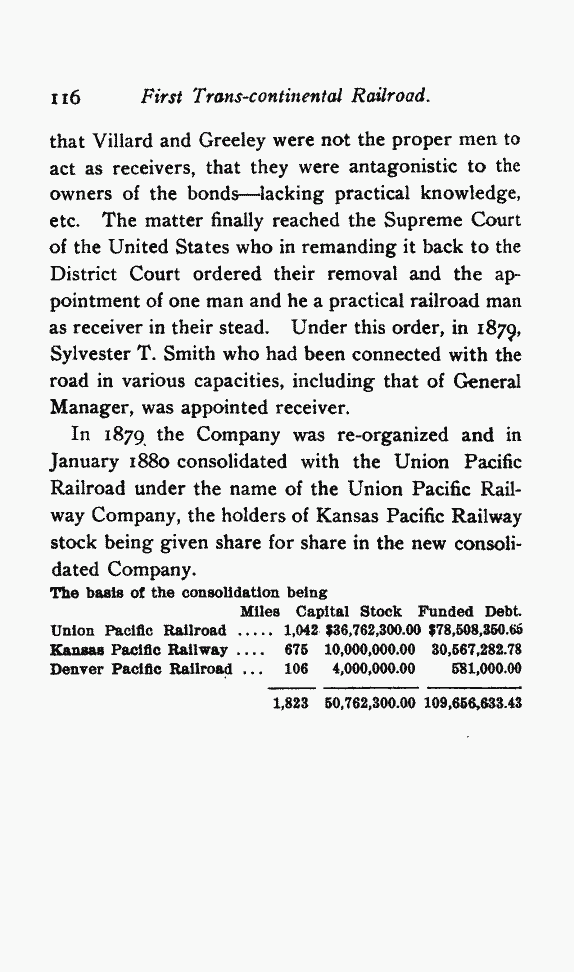 116 First Trans-continental Railroad.
that Villard and Greeley were not the proper men to
act as receivers, that they were antagonistic to the
owners of the bonds—lacking practical knowledge,
etc. The matter finally reached the Supreme Court
of the United States who in remanding it back to the
District Court ordered their removal and the ap-
pointment of one man and he a practical railroad man
as receiver in their stead. Under this order, in 1879,
Sylvester T. Smith who had been connected with the
road in various capacities, including that of General
Manager, was appointed receiver.
In 1879 the Company was re-organized and in
January 1880 consolidated with the Union Pacific
Railroad under the name of the Union Pacific Rail-
way Company, the holders of Kansas Pacific Railway
stock being given share for share in the new consoli-
dated Company.
The basis of the consolidation being
Miles Capital Stock Funded Debt.
Union Pacific Railroad ..... 1,042 $36,762,300.00 $78,508,350.65
Kansas Pacific Railway .... 675 10,000,000.00 30,567,282.78
Denver Pacific Railroad ... 106 4,000,000.00 581,000.00
1,823 50,762,300.00 109,656,633.43